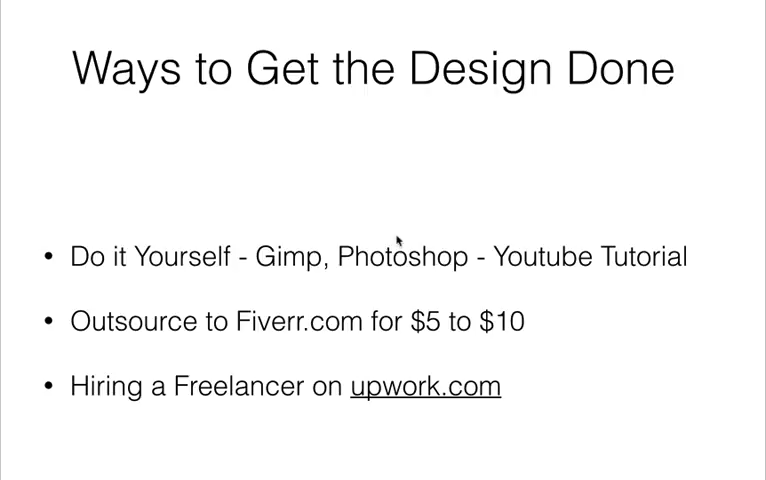 Ways to Get the Design Done
• Do it Yourself - Gimp, Photoshop - Youtube Tutorial
• Outsource to Fiverr.com for $5 to $10
• Hiring a Freelancer on upwork.com